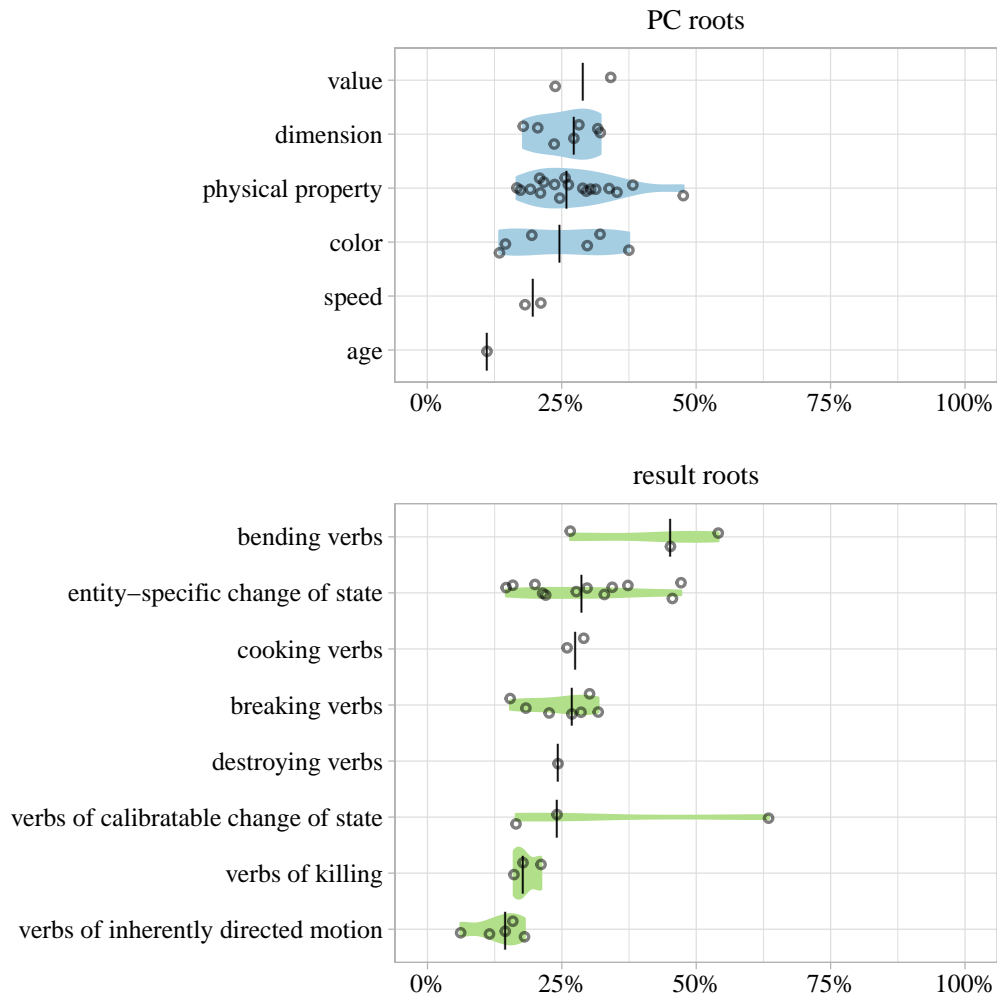 PC roots
value
dimension
physical property
color
speed
age
0% 25% 50% 75% 100%
result roots
bending verbs
entity−specific change of state
cooking verbs
breaking verbs
destroying verbs
verbs of calibratable change of state
verbs of killing
verbs of inherently directed motion
0% 25% 50% 75% 100%